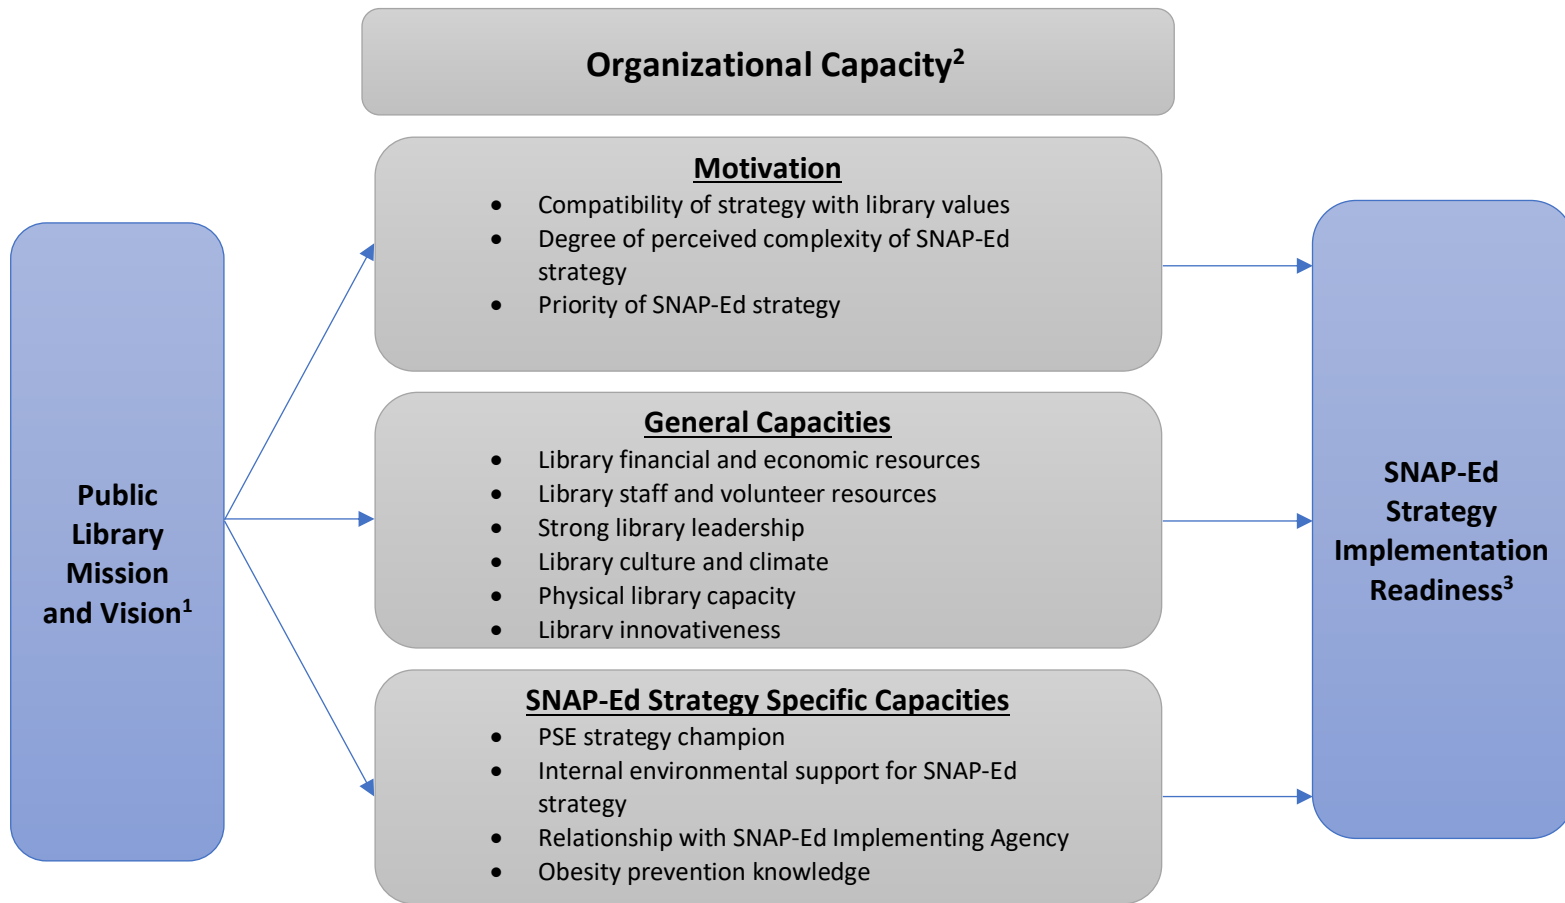 Organizational Capacity²
Motivation
• Compatibility of strategy with library values
• Degree of perceived complexity of SNAP-Ed
strategy
• Priority of SNAP-Ed strategy
General Capacities
• Library financial and economic resources
• Library staff and volunteer resources
• Strong library leadership
• Library culture and climate
• Physical library capacity
• Library innovativeness
SNAP-Ed Strategy Specific Capacities
• PSE strategy champion
• Internal environmental support for SNAP-Ed
strategy
• Relationship with SNAP-Ed Implementing Agency
• Obesity prevention knowledge
Public
Library
Mission
and Vision¹
SNAP-Ed
Strategy
Implementation
Readiness³